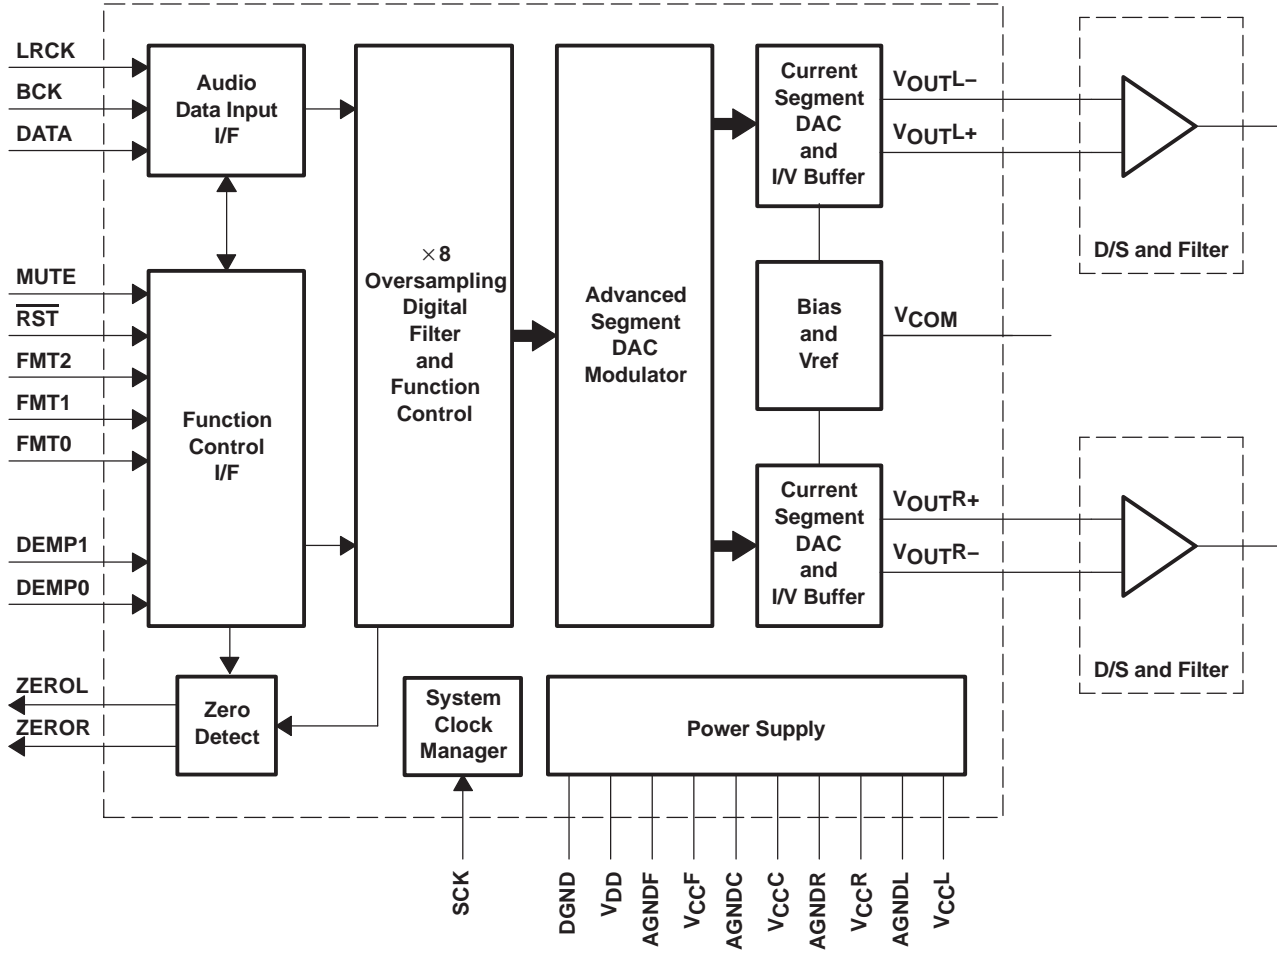 LRCK
BCK
DATA
Audio
Data Input
I/F
MUTE
RST
FMT2
FMT1
FMT0
DEMP1
DEMP0
Function
Control
I/F
×8
Oversampling
Digital
Filter
and
Function
Control
Advanced
Segment
DAC
Modulator
Current
Segment
DAC
and
I/V Buffer
VOUTL–
VOUTL+
D/S and Filter
Bias
and
Vref
VCOM
Current
Segment
DAC
and
I/V Buffer
VOUTR+
VOUTR–
D/S and Filter
ZEROL
ZEROR
Zero
Detect
System
Clock
Manager
Power Supply
SCK
DGND
VDD
AGNDF
VCCF
AGNDC
VCCC
AGNDR
VCCR
AGNDL
VCCL